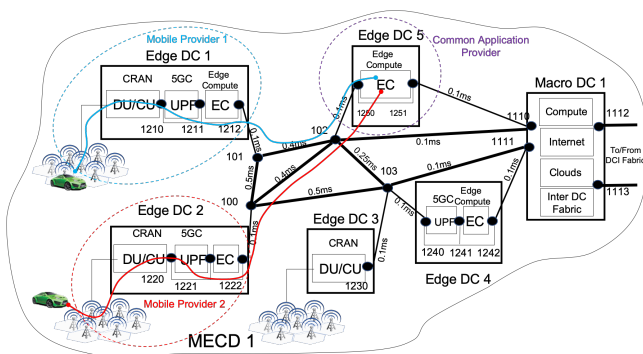 Mobile Provider 1
Edge DC 1
CRAN
5GC
Edge
Compute
DU/CU
UPF
EC
1210
1211
1212
Edge DC 5
Edge
Compute
EC
1250
1251
Common Application
Provider
Macro DC 1
Compute
Internet
Clouds
Inter DC
Fabric
1110
1111
1112
To/From
DCI Fabric
1113
0.1ms
0.1ms
0.1ms
102
0.4ms
0.1ms
101
0.4ms
0.25ms
0.1ms
0.5ms
103
0.5ms
100
0.1ms
Edge DC 2
CRAN
5GC
DU/CU
UPF
EC
1220
1221
1222
Mobile Provider 2
Edge DC 3
CRAN
DU/CU
1230
0.1ms
0.1ms
5GC
Edge
Compute
UPF
EC
1240
1241
1242
0.1ms
Edge DC 4
MECD 1